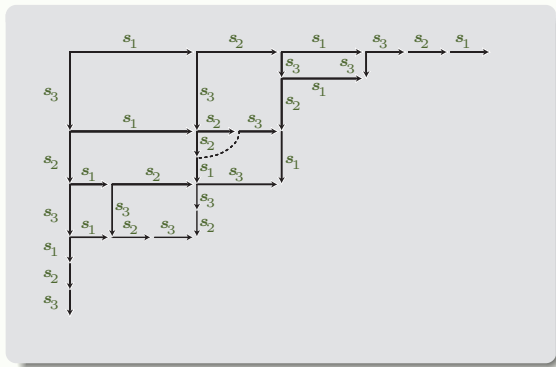 s₁ s₂ s₁ s₃ s₂ s₁
s₃ s₃
s₁
s₃ s₃ s₂
s₁ s₂ s₃
s₂ s₂
s₁ s₁
s₁ s₂ s₃
s₃ s₃ s₃
s₂
s₁ s₂ s₃
s₁
s₂
s₃